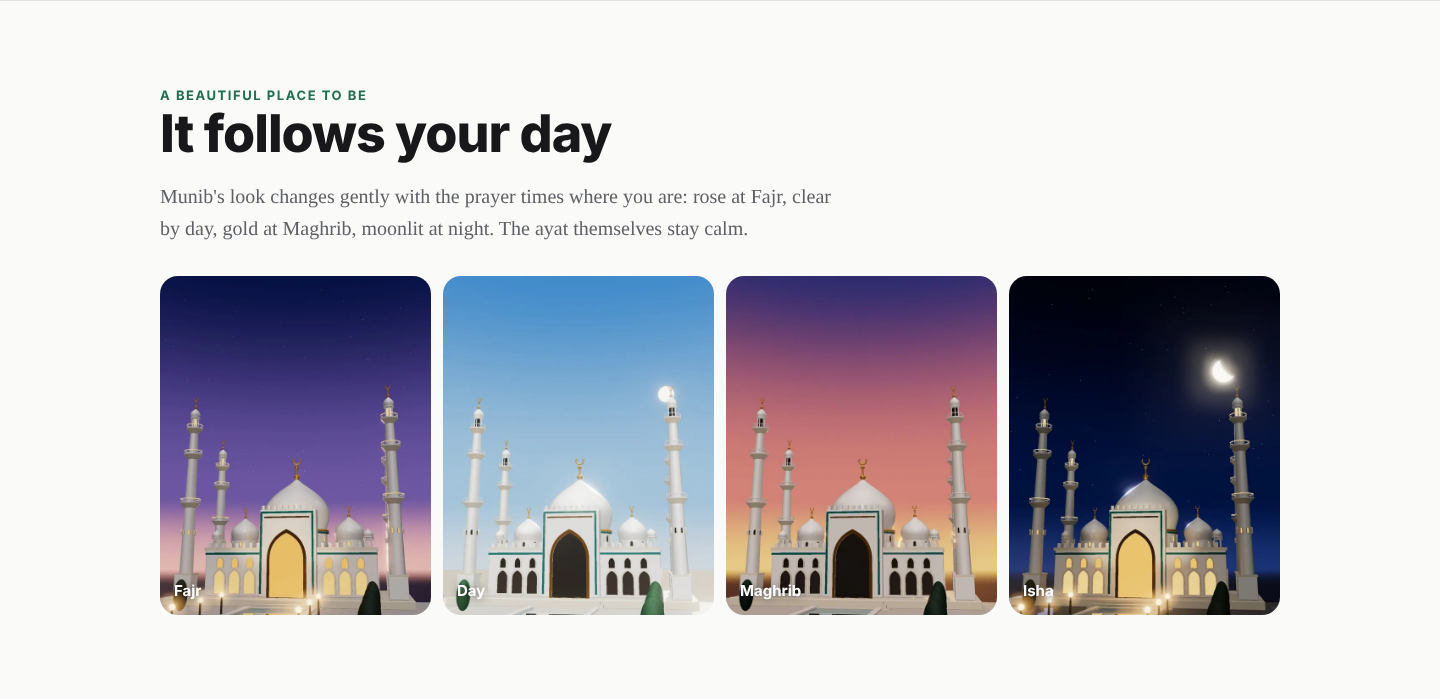 A BEAUTIFUL PLACE TO BE
It follows your day
Munib's look changes gently with the prayer times where you are: rose at Fajr, clear
by day, gold at Maghrib, moonlit at night. The ayat themselves stay calm.
Fajr
Day
Maghrib
Isha